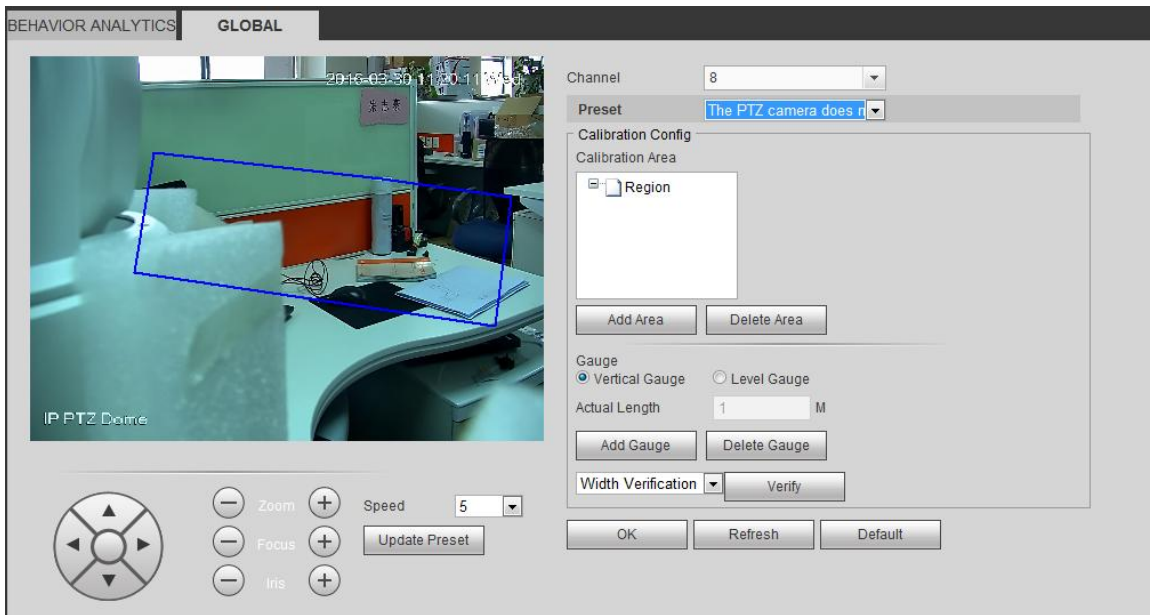 BEHAVIOR ANALYTICS
GLOBAL
Channel
8
Preset
The PTZ camera does n
Calibration Config
Calibration Area
Region
Add Area
Delete Area
Gauge
Vertical Gauge
Level Gauge
Actual Length
1
M
Add Gauge
Delete Gauge
Width Verification
Verify
OK
Refresh
Default
IP PTZ Dome
Zoom
Focus
Iris
Speed
5
Update Preset